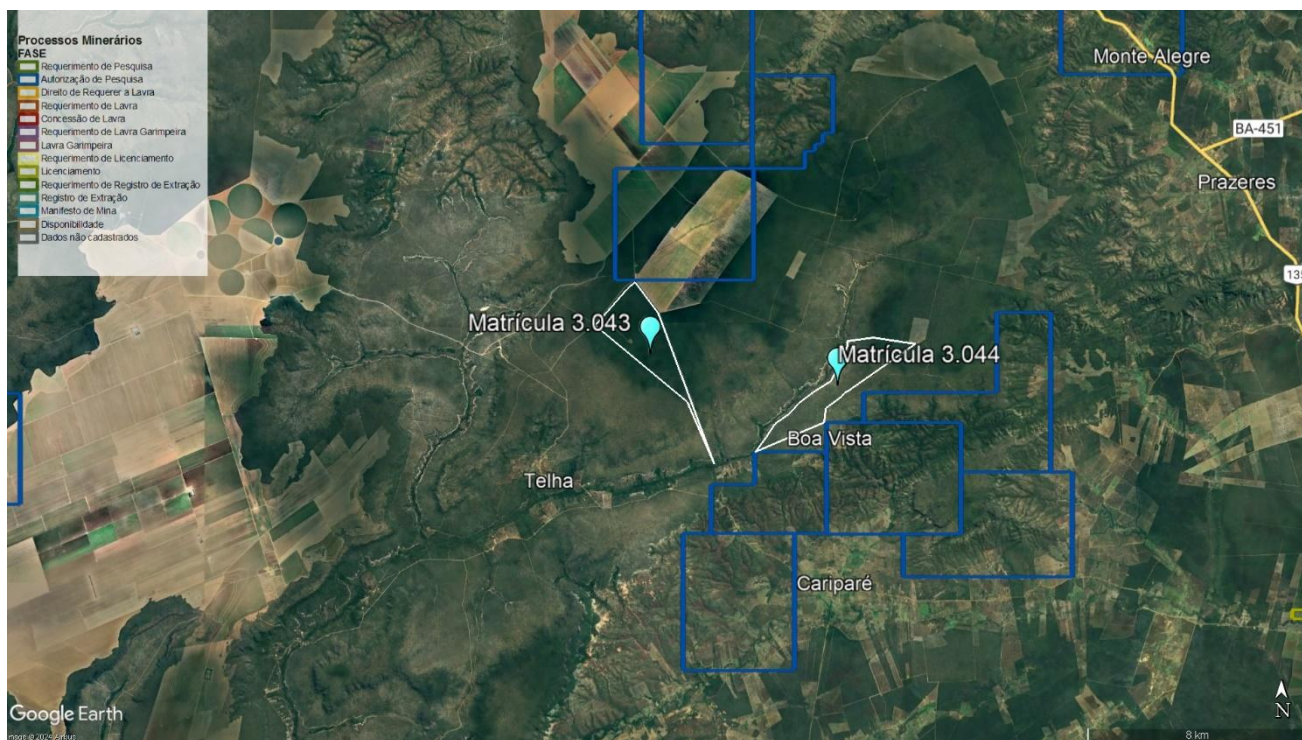 Processos Minerários
FASE
Requerimento de Pesquisa
Autorização de Pesquisa
Direito de Requerer a Lavra
Requerimento de Lavra
Concessão de Lavra
Requerimento de Lavra Garimpeira
Lavra Garimpeira
Requerimento de Licenciamento
Licenciamento
Requerimento de Registro de Extração
Registro de Extração
Manifesto de Mina
Disponibilidade
Dados não cadastrados
Monte Alegre
BA-451
Prazeres
135
Matrícula 3.043
Matrícula 3.044
Boa Vista
Telha
Cariparé
Google Earth
Image © 2024 Airbus
N
8 km